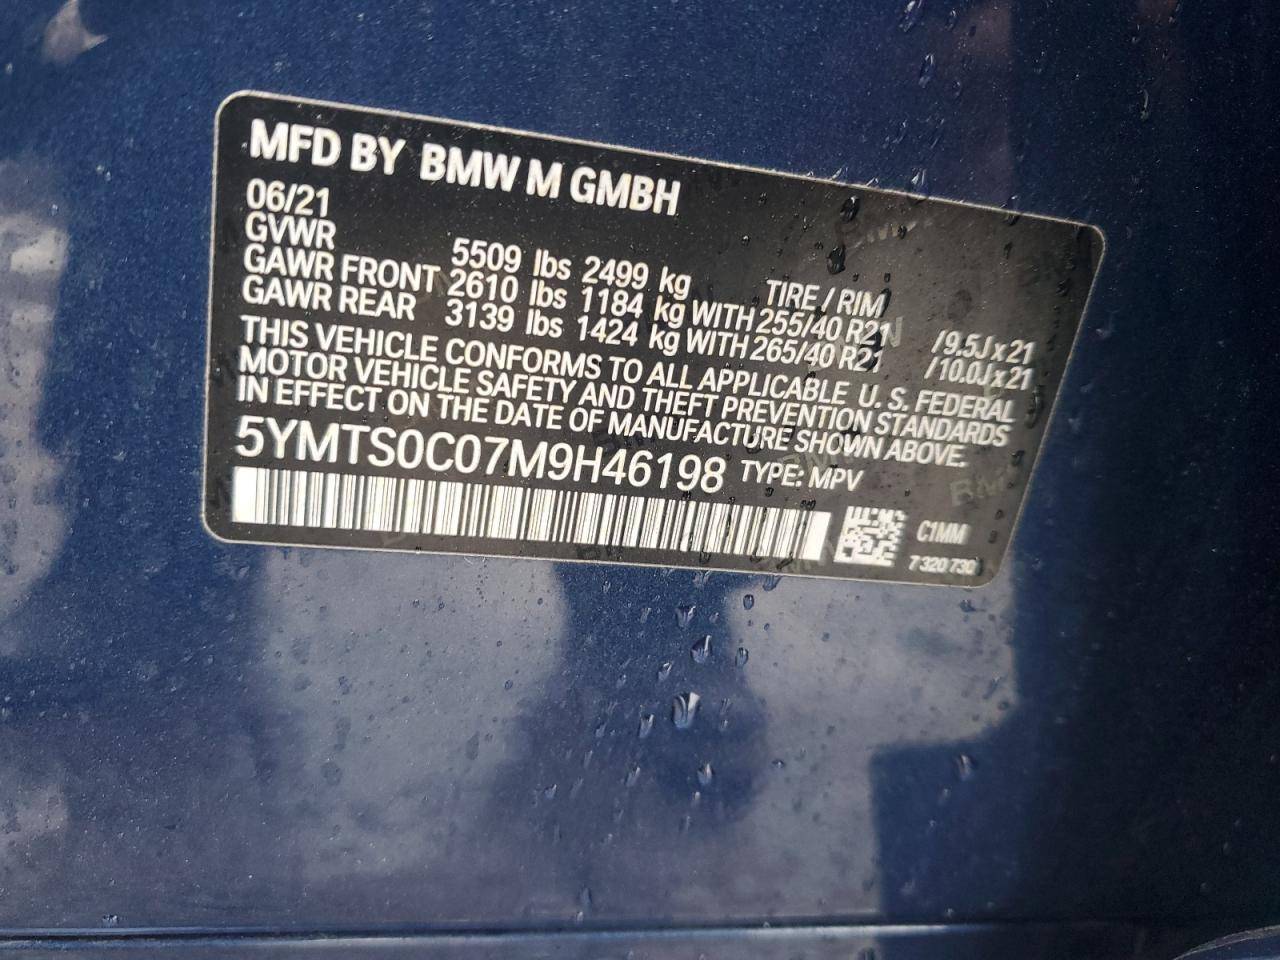 MFD BY BMW M GMBH
06/21
GVWR 5509 lbs 2499 kg TIRE / RIM
GAWR FRONT 2610 lbs 1184 kg WITH 255/40 R21 /9.5J x 21
GAWR REAR 3139 lbs 1424 kg WITH 265/40 R21 /10.0J x 21
THIS VEHICLE CONFORMS TO ALL APPLICABLE U. S. FEDERAL
MOTOR VEHICLE SAFETY AND THEFT PREVENTION STANDARDS
IN EFFECT ON THE DATE OF MANUFACTURE SHOWN ABOVE.
5YMTS0C07M9H46198 TYPE: MPV
C1MM
7 320 730